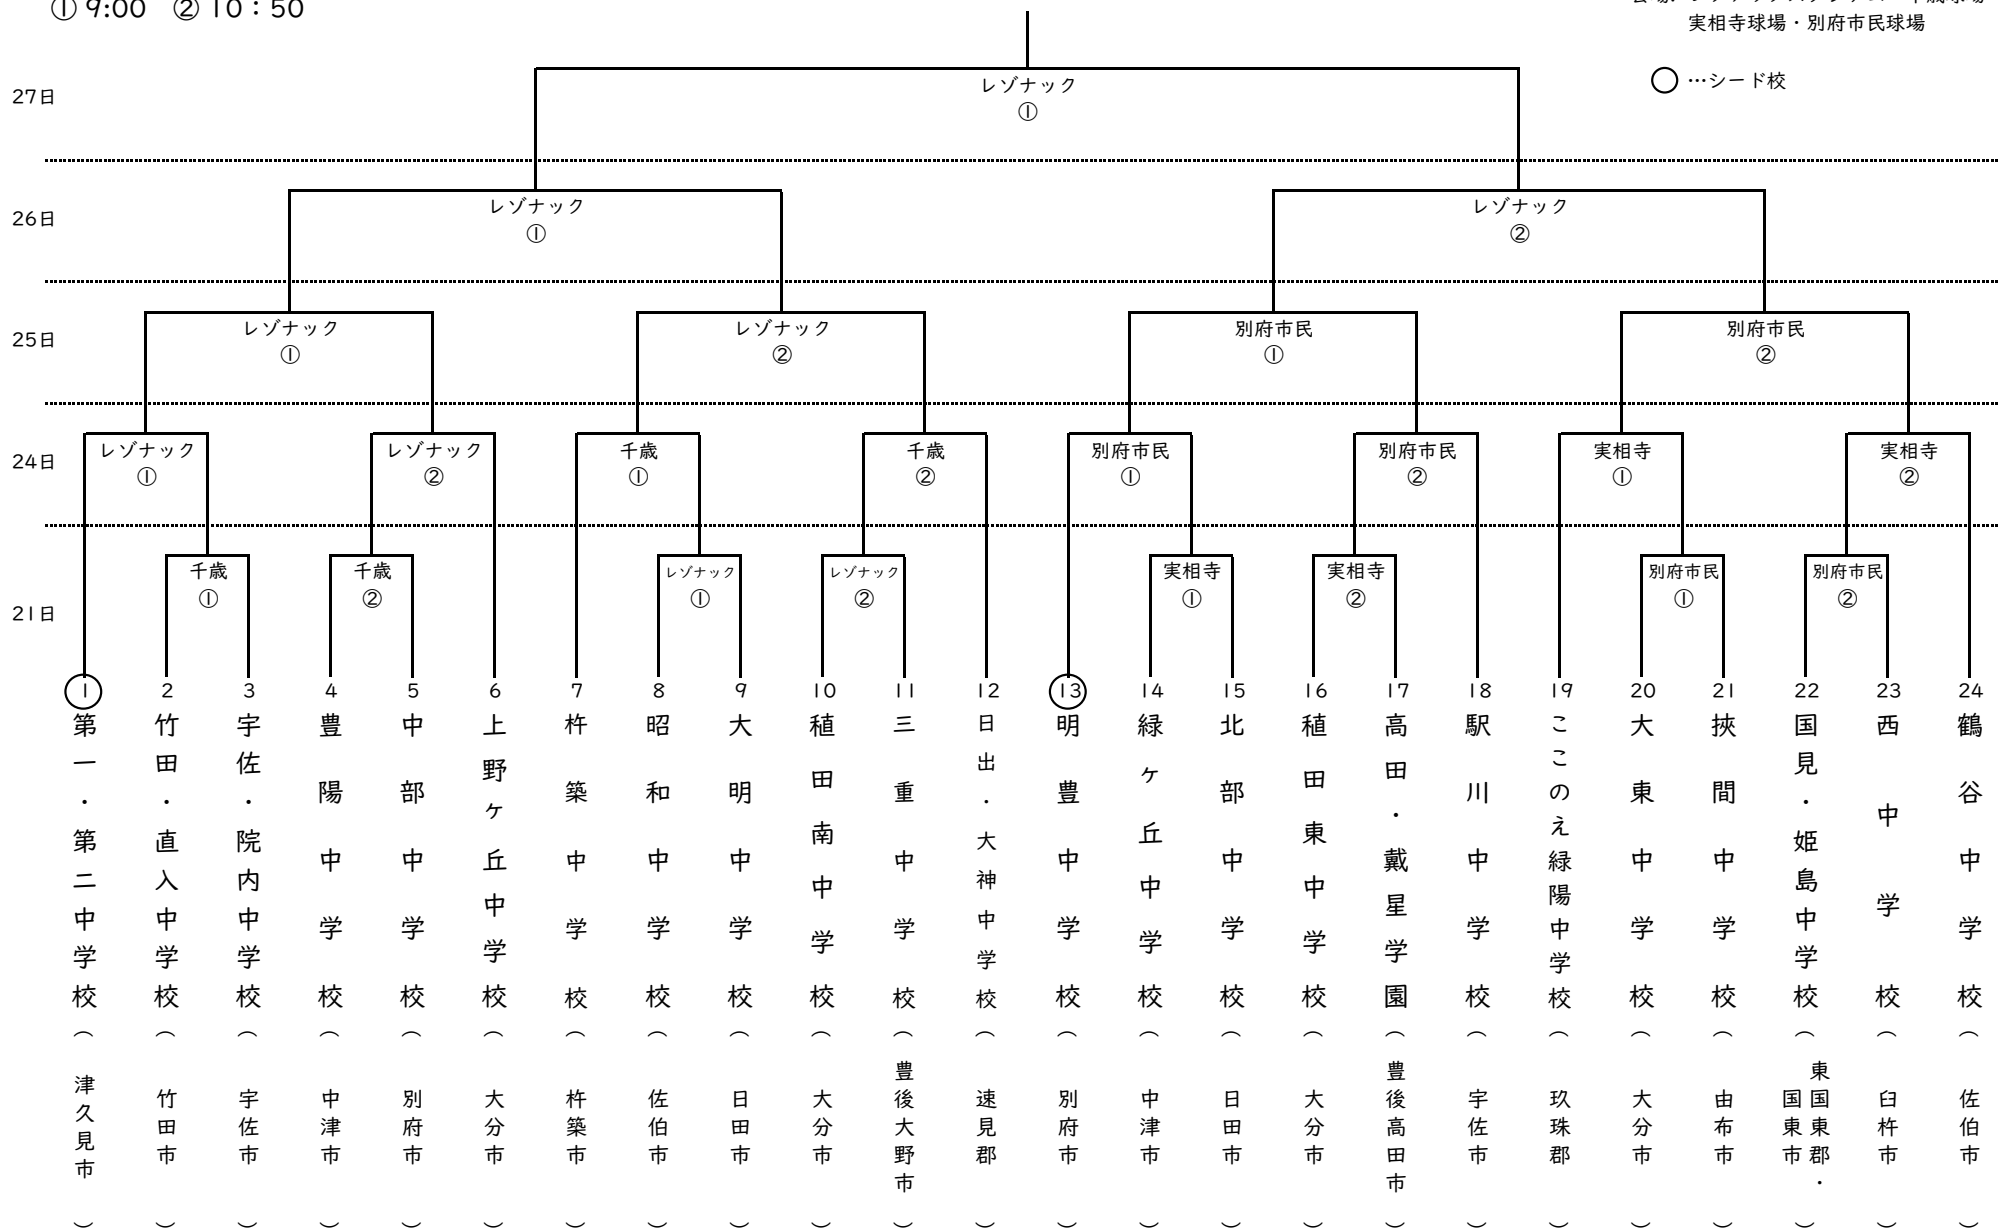 ① 9:00 ② 10：50
実相寺球場・別府市民球場
○…シード校
27日
レゾナック
①
26日
レゾナック
①
レゾナック
②
25日
レゾナック
①
レゾナック
②
別府市民
①
別府市民
②
24日
レゾナック
①
レゾナック
②
千歳
①
千歳
②
別府市民
①
別府市民
②
実相寺
①
実相寺
②
21日
千歳
①
千歳
②
レゾナック
①
レゾナック
②
実相寺
①
実相寺
②
別府市民
①
別府市民
②
1 第一・第二中学校（津久見市）
2 竹田・直入中学校（竹田市）
3 宇佐・院内中学校（宇佐市）
4 豊陽中学校（中津市）
5 中部中学校（別府市）
6 上野ヶ丘中学校（大分市）
7 杵築中学校（杵築市）
8 昭和中学校（佐伯市）
9 大明中学校（日田市）
10 稙田南中学校（大分市）
11 三重中学校（豊後大野市）
12 日出・大神中学校（速見郡）
13 明豊中学校（別府市）
14 緑ヶ丘中学校（中津市）
15 北部中学校（日田市）
16 稙田東中学校（大分市）
17 高田・戴星学園（豊後高田市）
18 駅川中学校（宇佐市）
19 ここのえ緑陽中学校（玖珠郡）
20 大東中学校（大分市）
21 挾間中学校（由布市）
22 国見・姫島中学校（東国東郡・国東市）
23 西中学校（臼杵市）
24 鶴谷中学校（佐伯市）